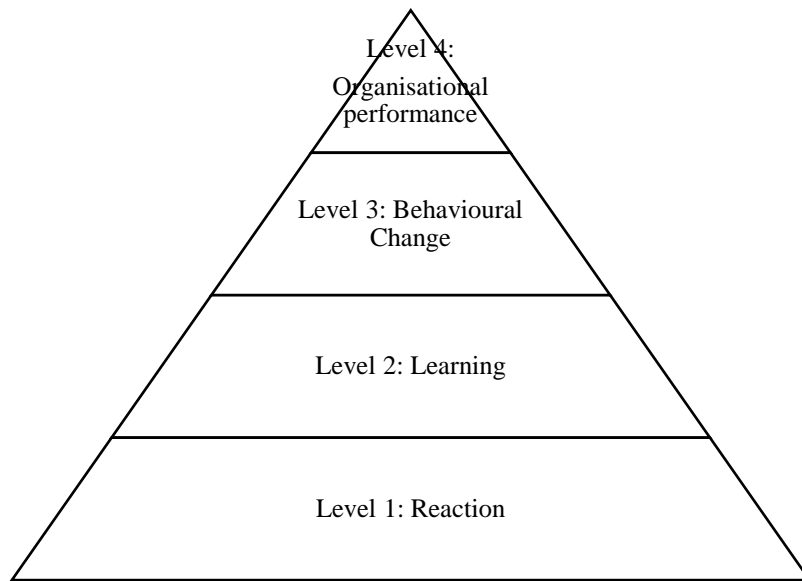 Level 4:
Organisational
performance
Level 3: Behavioural
Change
Level 2: Learning
Level 1: Reaction